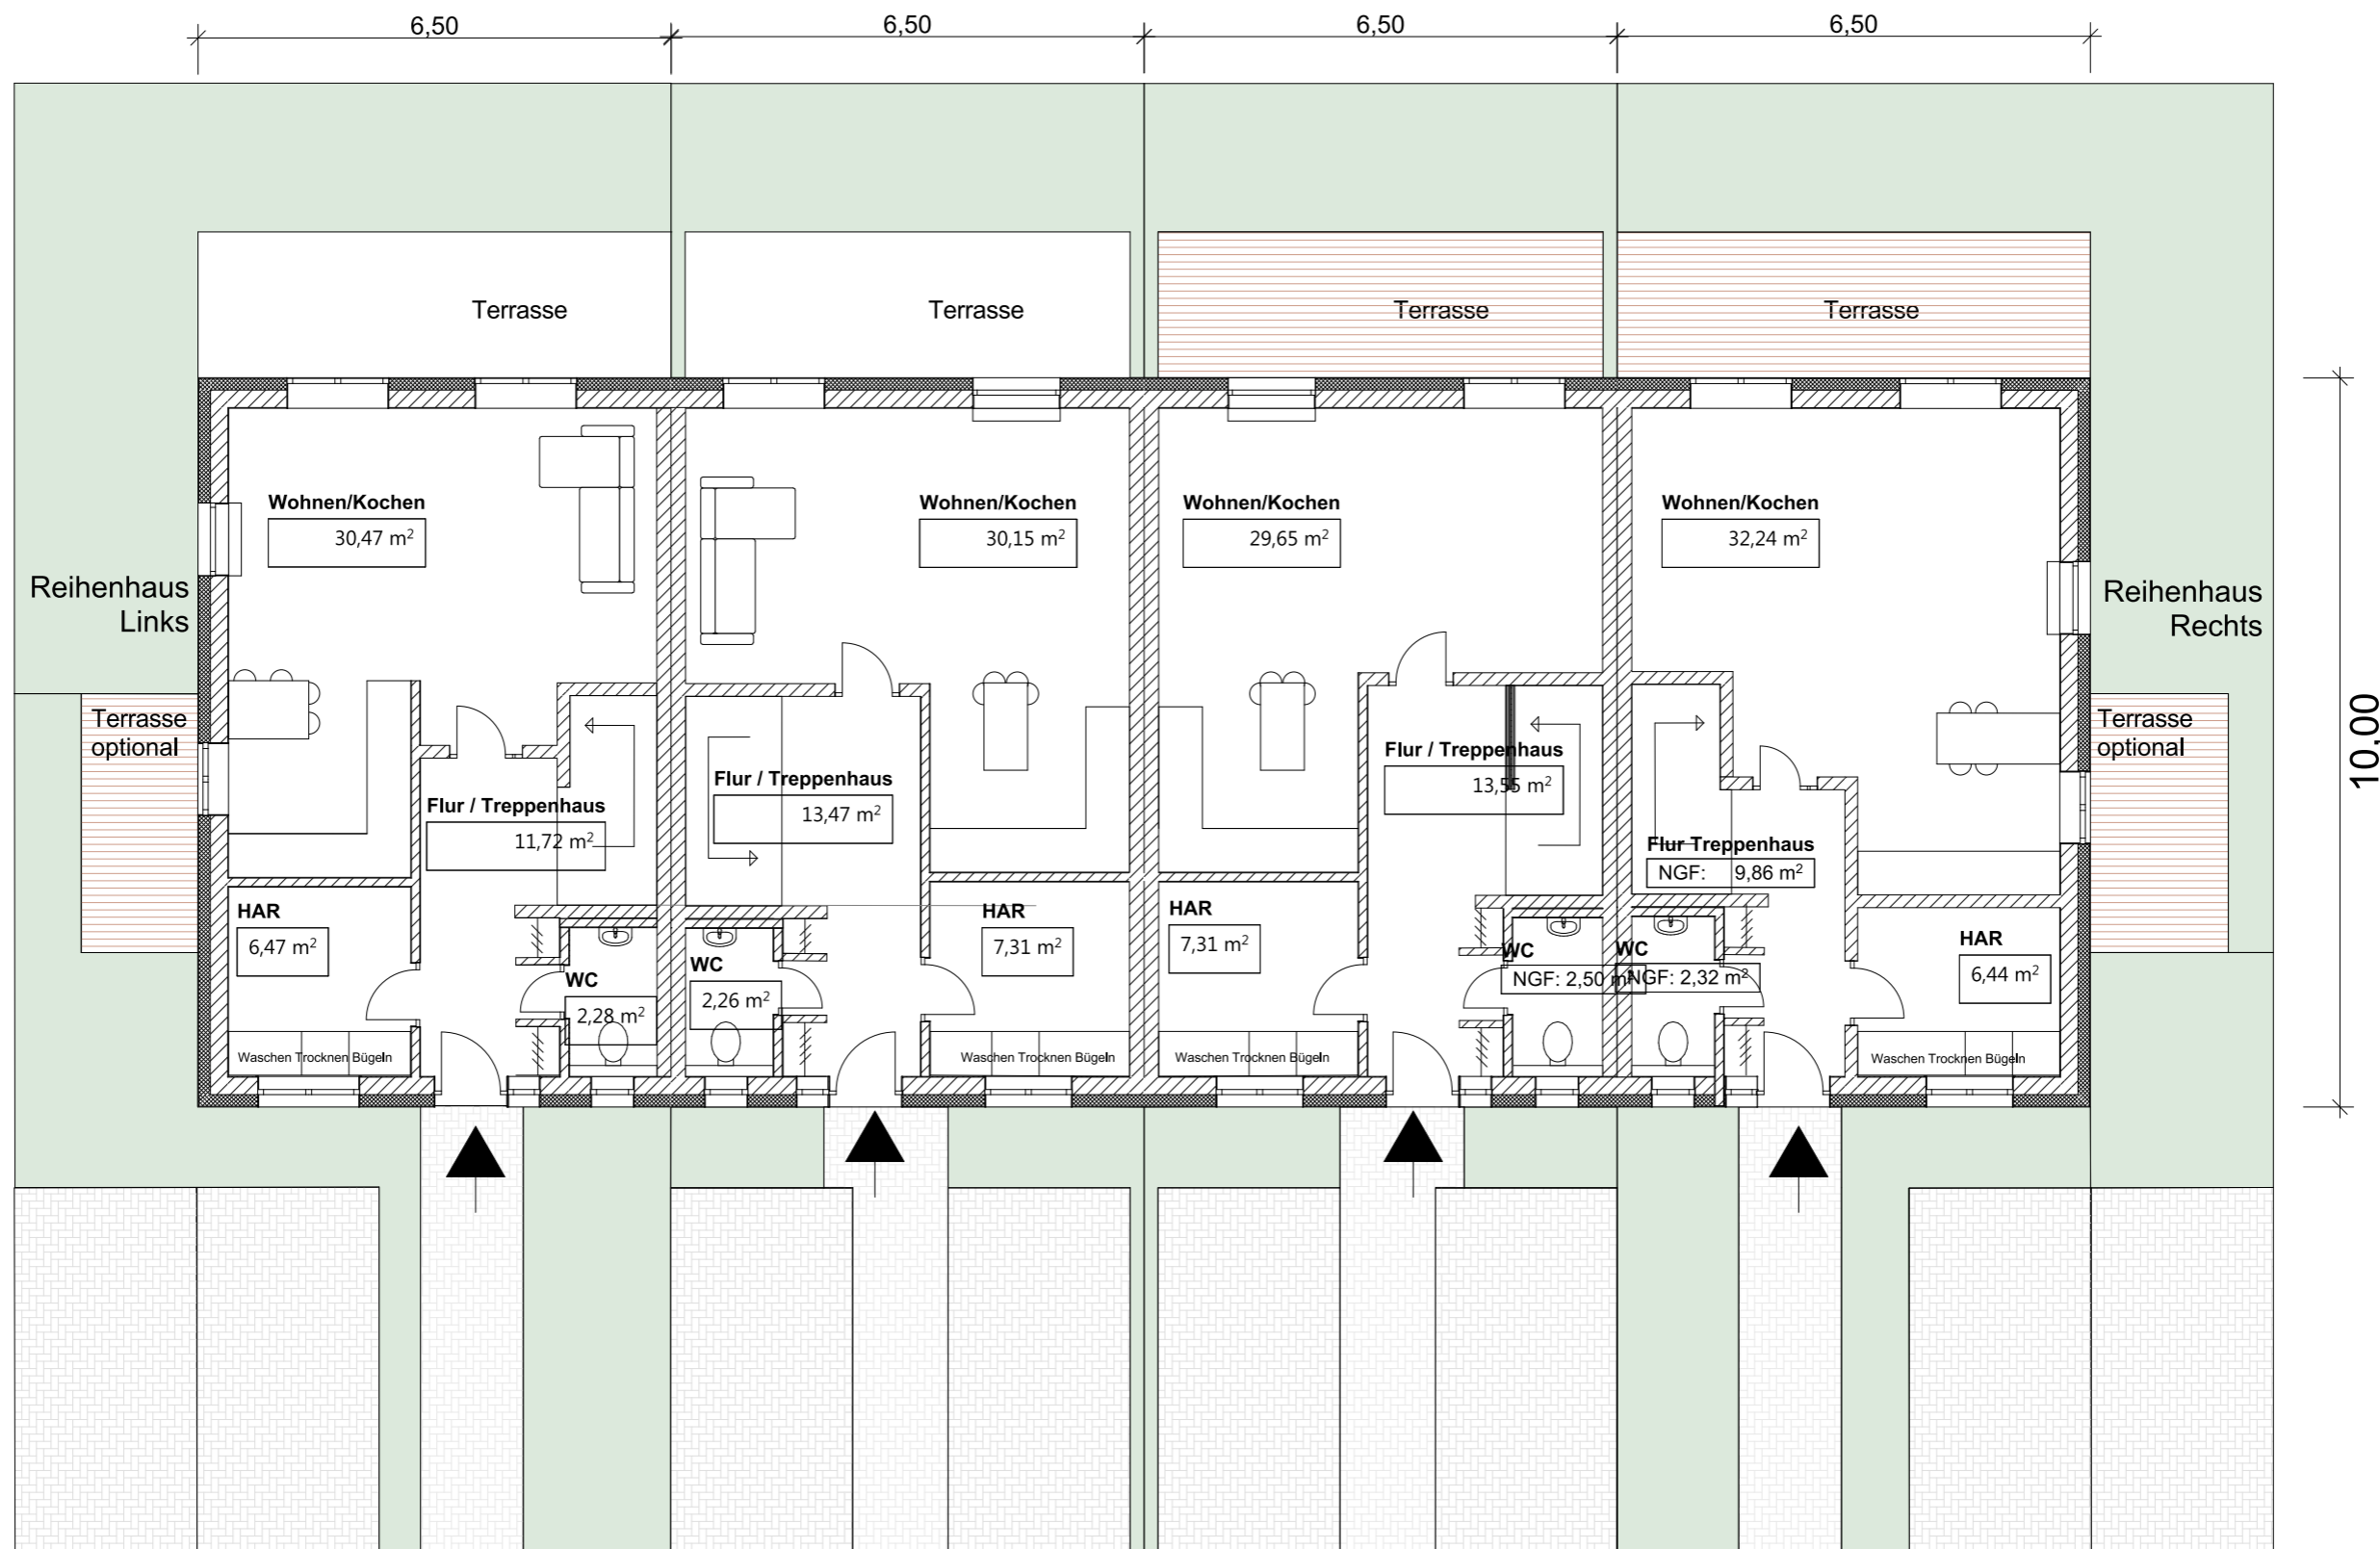 6,50
6,50
6,50
6,50
Terrasse
Terrasse
Terrasse
Terrasse
Wohnen/Kochen
30,47 m²
Wohnen/Kochen
30,15 m²
Wohnen/Kochen
29,65 m²
Wohnen/Kochen
32,24 m²
Reihenhaus
Links
Reihenhaus
Rechts
Terrasse
optional
Terrasse
optional
10,00
Flur / Treppenhaus
11,72 m²
Flur / Treppenhaus
13,47 m²
Flur / Treppenhaus
13,55 m²
Flur Treppenhaus
NGF: 9,86 m²
HAR
6,47 m²
WC
2,28 m²
WC
2,26 m²
HAR
7,31 m²
HAR
7,31 m²
WC
NGF: 2,50 m²
WC
NGF: 2,32 m²
HAR
6,44 m²
Waschen Trocknen Bügeln
Waschen Trocknen Bügeln
Waschen Trocknen Bügeln
Waschen Trocknen Bügeln